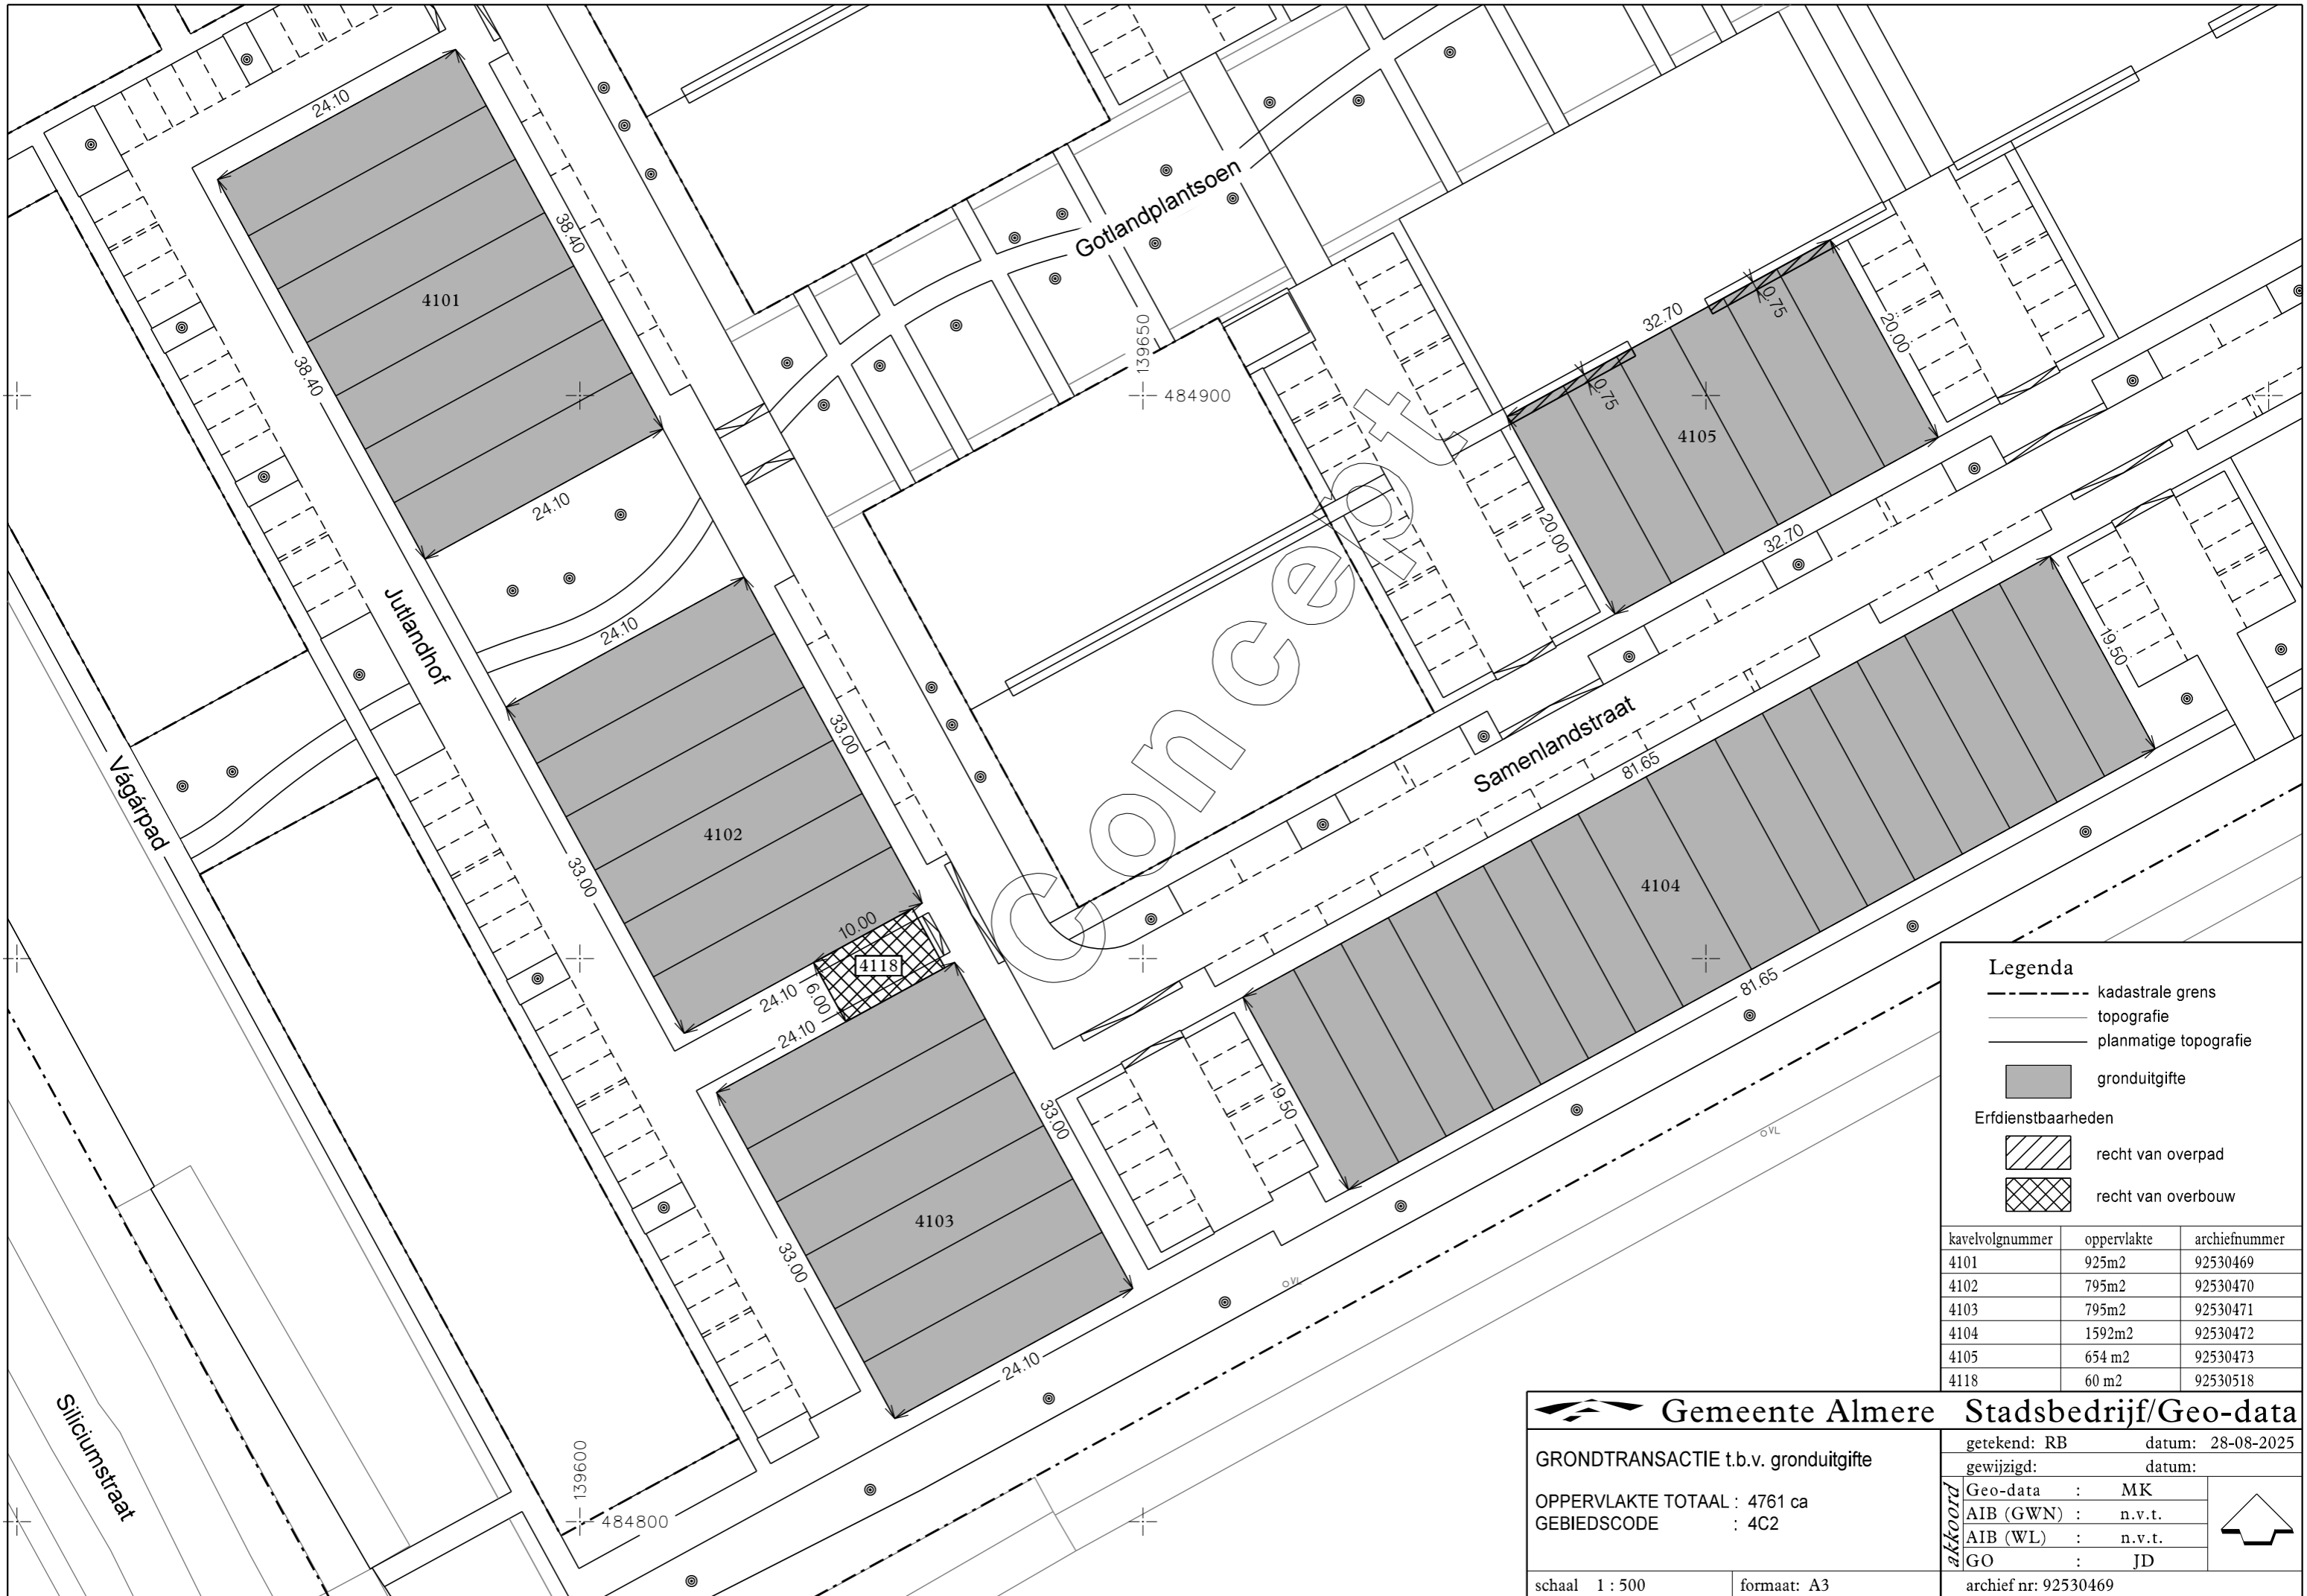 24.10
38.40
4101
38.40
24.10
Gotlandplantsoen
139650
484900
32.70
0.75
0.75
20.00
4105
20.00
32.70
Jutlandhof
Vágárpad
24.10
33.00
4102
33.00
10.00
4118
24.10
6.00
24.10
Concept
Samenlandstraat
81.65
19.50
4104
81.65
19.50
33.00
4103
33.00
24.10
VL
VL
Siliciumstraat
139600
484800
Legenda
kadastrale grens
topografie
planmatige topografie
gronduitgifte
Erfdienstbaarheden
recht van overpad
recht van overbouw
kavelvolgnummer oppervlakte archiefnummer
4101 925m2 92530469
4102 795m2 92530470
4103 795m2 92530471
4104 1592m2 92530472
4105 654 m2 92530473
4118 60 m2 92530518
Gemeente Almere Stadsbedrijf/Geo-data
GRONDTRANSACTIE t.b.v. gronduitgifte
OPPERVLAKTE TOTAAL : 4761 ca
GEBIEDSCODE : 4C2
schaal 1 : 500 formaat: A3
getekend: RB datum: 28-08-2025
gewijzigd: datum:
akkoord
Geo-data : MK
AIB (GWN) : n.v.t.
AIB (WL) : n.v.t.
GO : JD
archief nr: 92530469